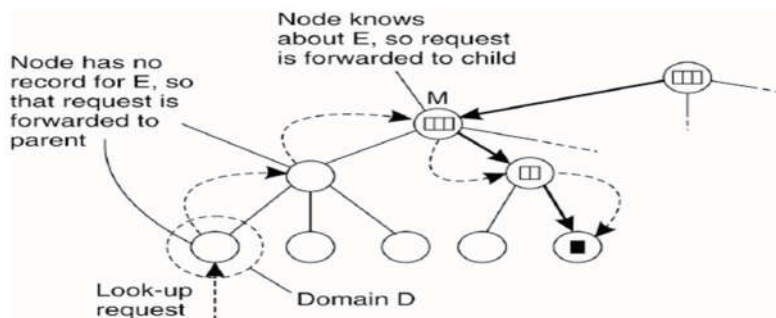 Node knows
about E, so request
is forwarded to child
Node has no
record for E, so
that request is
forwarded to
parent
M
Look-up
request
Domain D